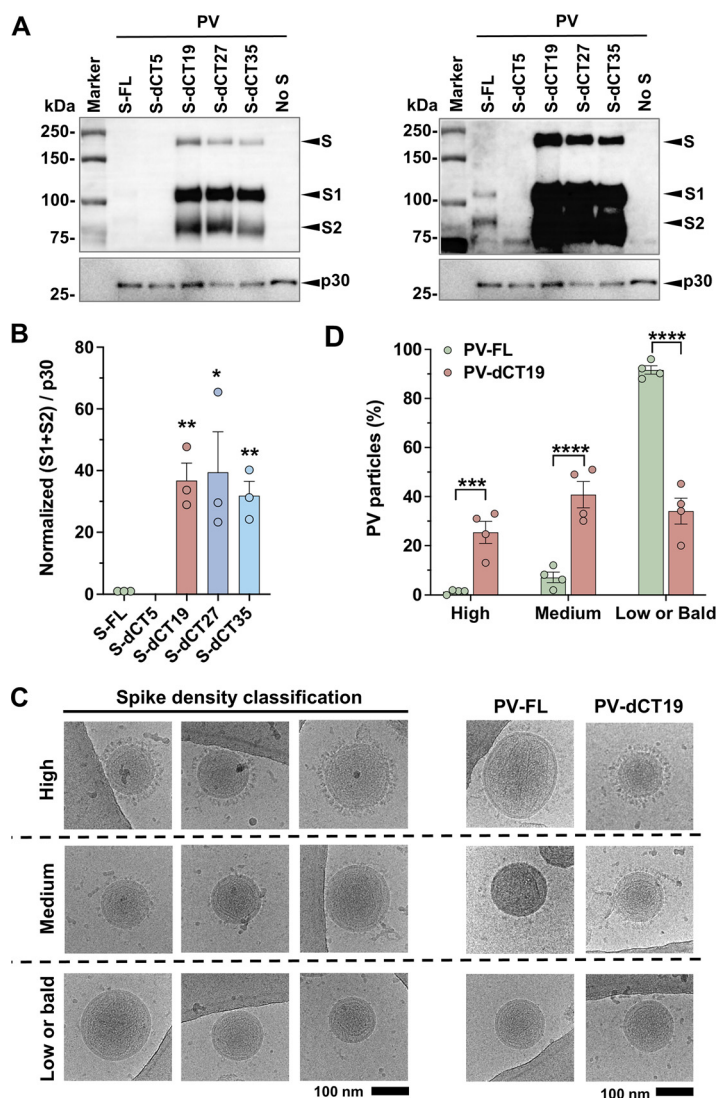 A
PV
Marker
S-FL
S-dCT5
S-dCT19
S-dCT27
S-dCT35
No S
kDa
250-
150-
100-
75-
25-
S
S1
S2
p30
PV
Marker
S-FL
S-dCT5
S-dCT19
S-dCT27
S-dCT35
No S
kDa
250-
150-
100-
75-
25-
S
S1
S2
p30
B
Normalized (S1+S2) / p30
80
60
40
20
0
**
*
**
S-FL
S-dCT5
S-dCT19
S-dCT27
S-dCT35
D
PV-FL
PV-dCT19
PV particles (%)
100
80
60
40
20
0
***
****
****
High
Medium
Low or Bald
C
Spike density classification
PV-FL
PV-dCT19
High
Medium
Low or bald
100 nm
100 nm